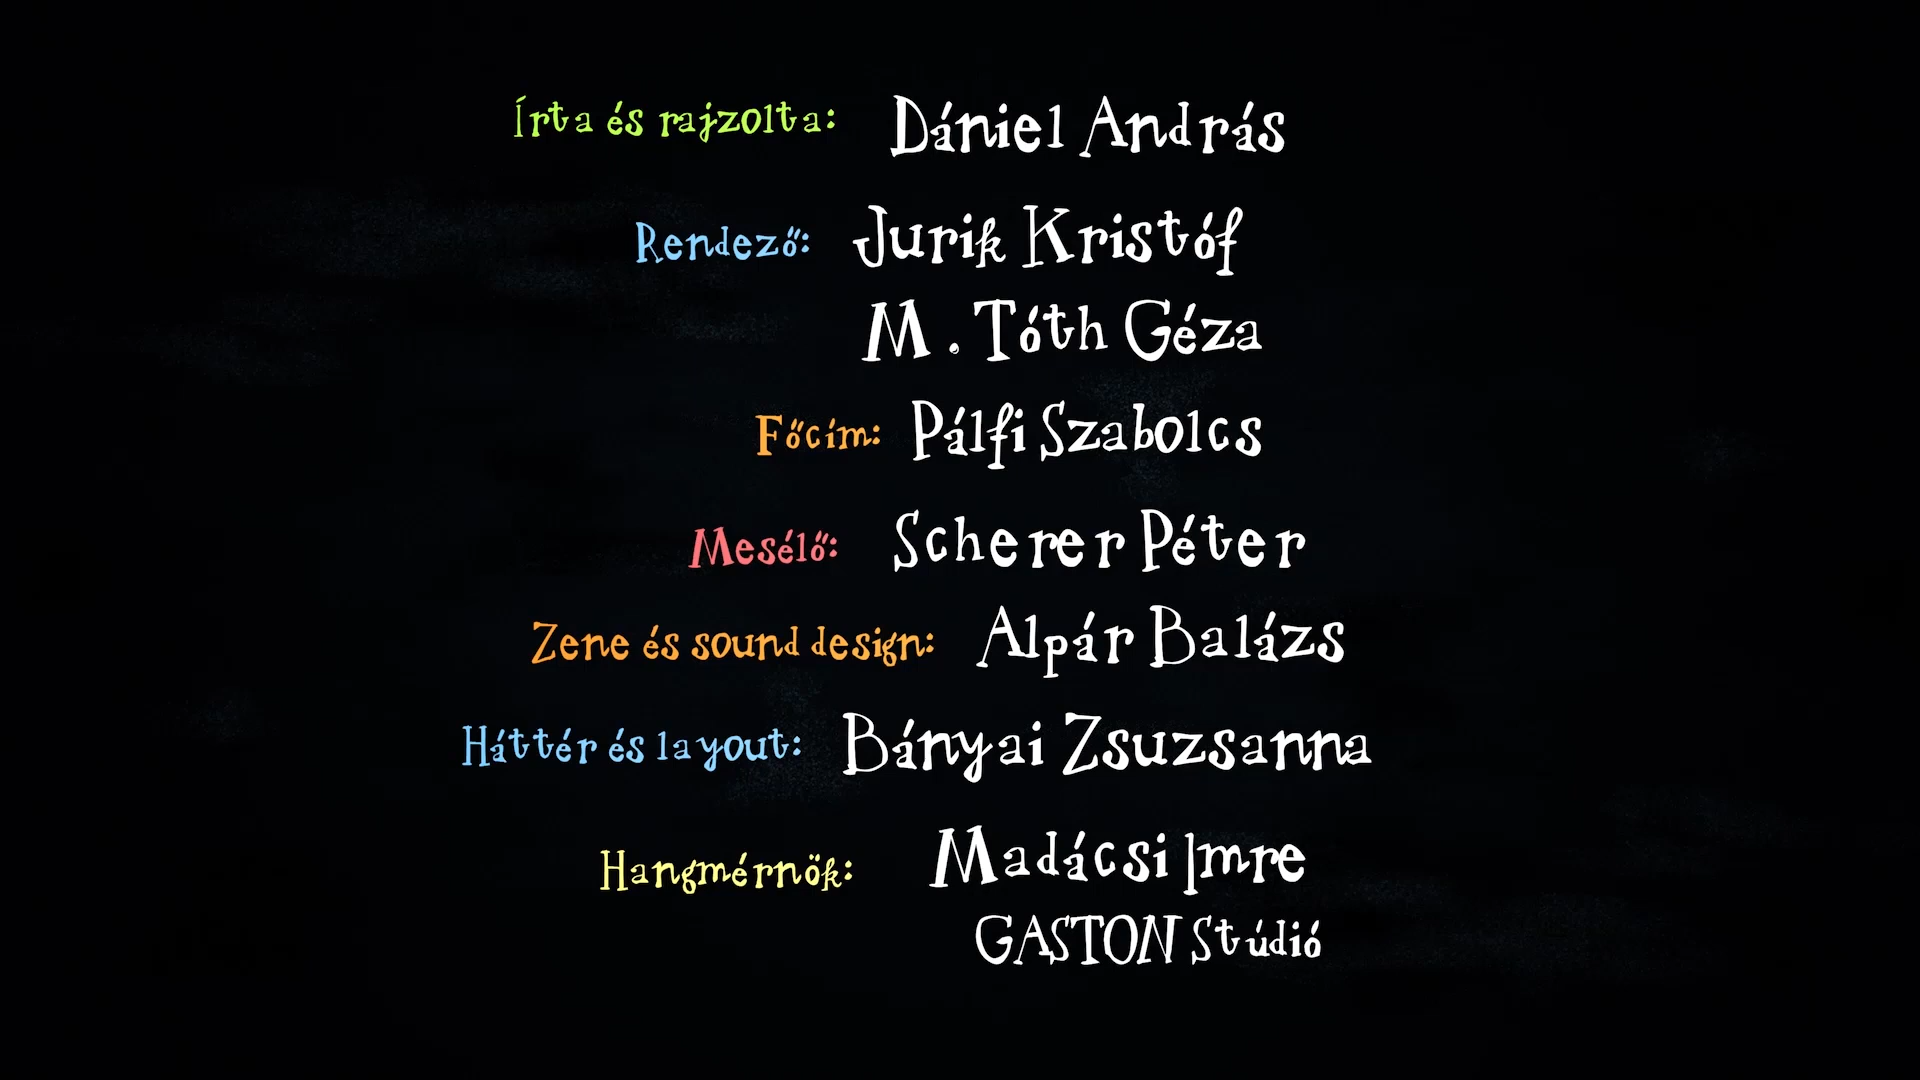 Írta és rajzolta: Dániel András
Rendező: Jurik Kristóf
M. Tóth Géza
Főcím: Pálfi Szabolcs
Mesélő: Scherer Péter
Zene és sound design: Alpár Balázs
Háttér és layout: Bányai Zsuzsanna
Hangmérnök: Madácsi Imre
GASTON Stúdió